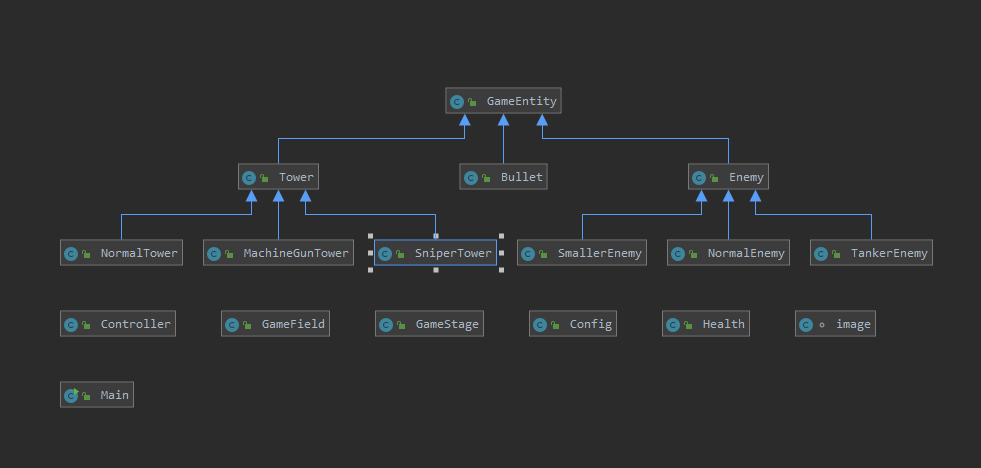 GameEntity
Tower
Bullet
Enemy
NormalTower
MachineGunTower
SniperTower
SmallerEnemy
NormalEnemy
TankerEnemy
Controller
GameField
GameStage
Config
Health
image
Main